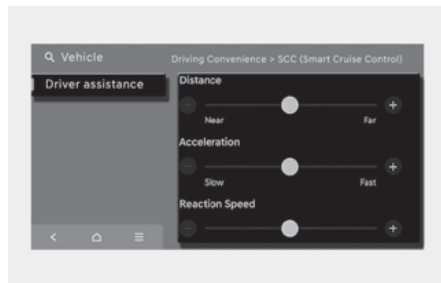 Vehicle
Driving Convenience > SCC (Smart Cruise Control)
Driver assistance
Distance
Near Far
Acceleration
Slow Fast
Reaction Speed